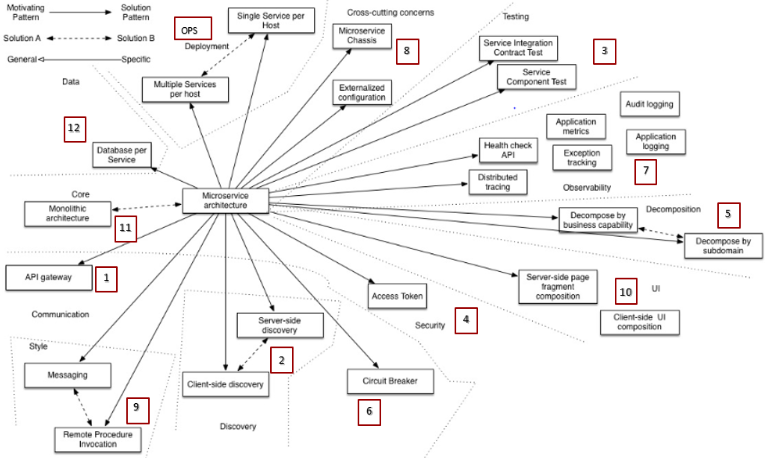 Motivating
Pattern
Solution
Pattern
Solution A
Solution B
General
Specific
OPS
Deployment
Single Service per
Host
Multiple Services
per host
Cross-cutting concerns
Microservice
Chassis
8
Externalized
configuration
Testing
Service Integration
Contract Test
Service
Component Test
3
Data
12
Database per
Service
Audit logging
Application
metrics
Application
logging
Health check
API
Exception
tracking
7
Distributed
tracing
Observability
Core
Monolithic
architecture
11
Microservice
architecture
Decomposition
5
Decompose by
business capability
Decompose by
subdomain
API gateway
1
Communication
Access Token
Security
4
Server-side page
fragment composition
10
UI
Client-side UI
composition
Server-side
discovery
2
Client-side discovery
Discovery
Circuit Breaker
6
Style
Messaging
9
Remote Procedure
Invocation